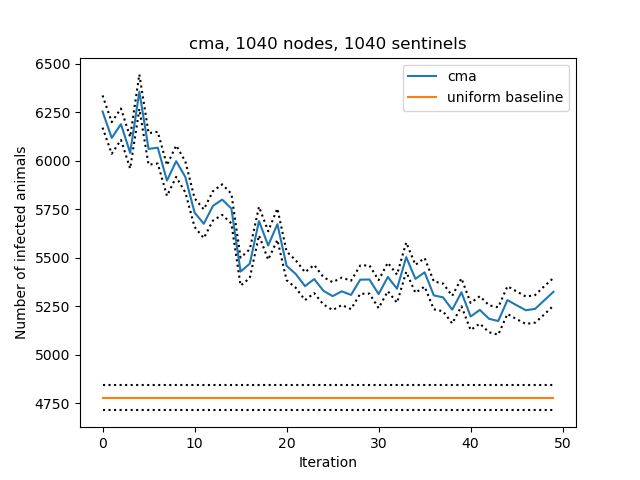 cma, 1040 nodes, 1040 sentinels
cma
uniform baseline
Number of infected animals
6500
6250
6000
5750
5500
5250
5000
4750
0 10 20 30 40 50
Iteration